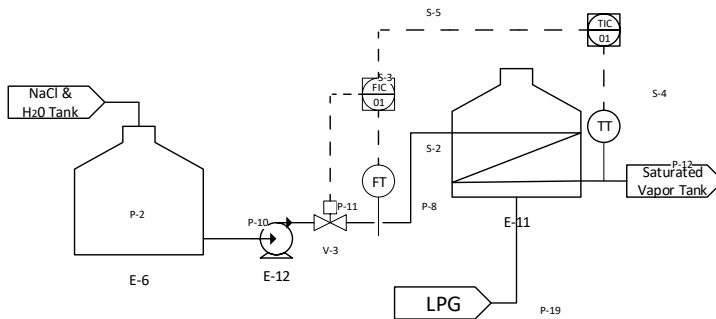 S-5
TIC
01
NaCl &
H20 Tank
S-3
FIC
01
S-4
TT
S-2
P-12
Saturated
Vapor Tank
FT
P-2
P-10
P-11
P-8
E-11
V-3
E-6
E-12
LPG
P-19